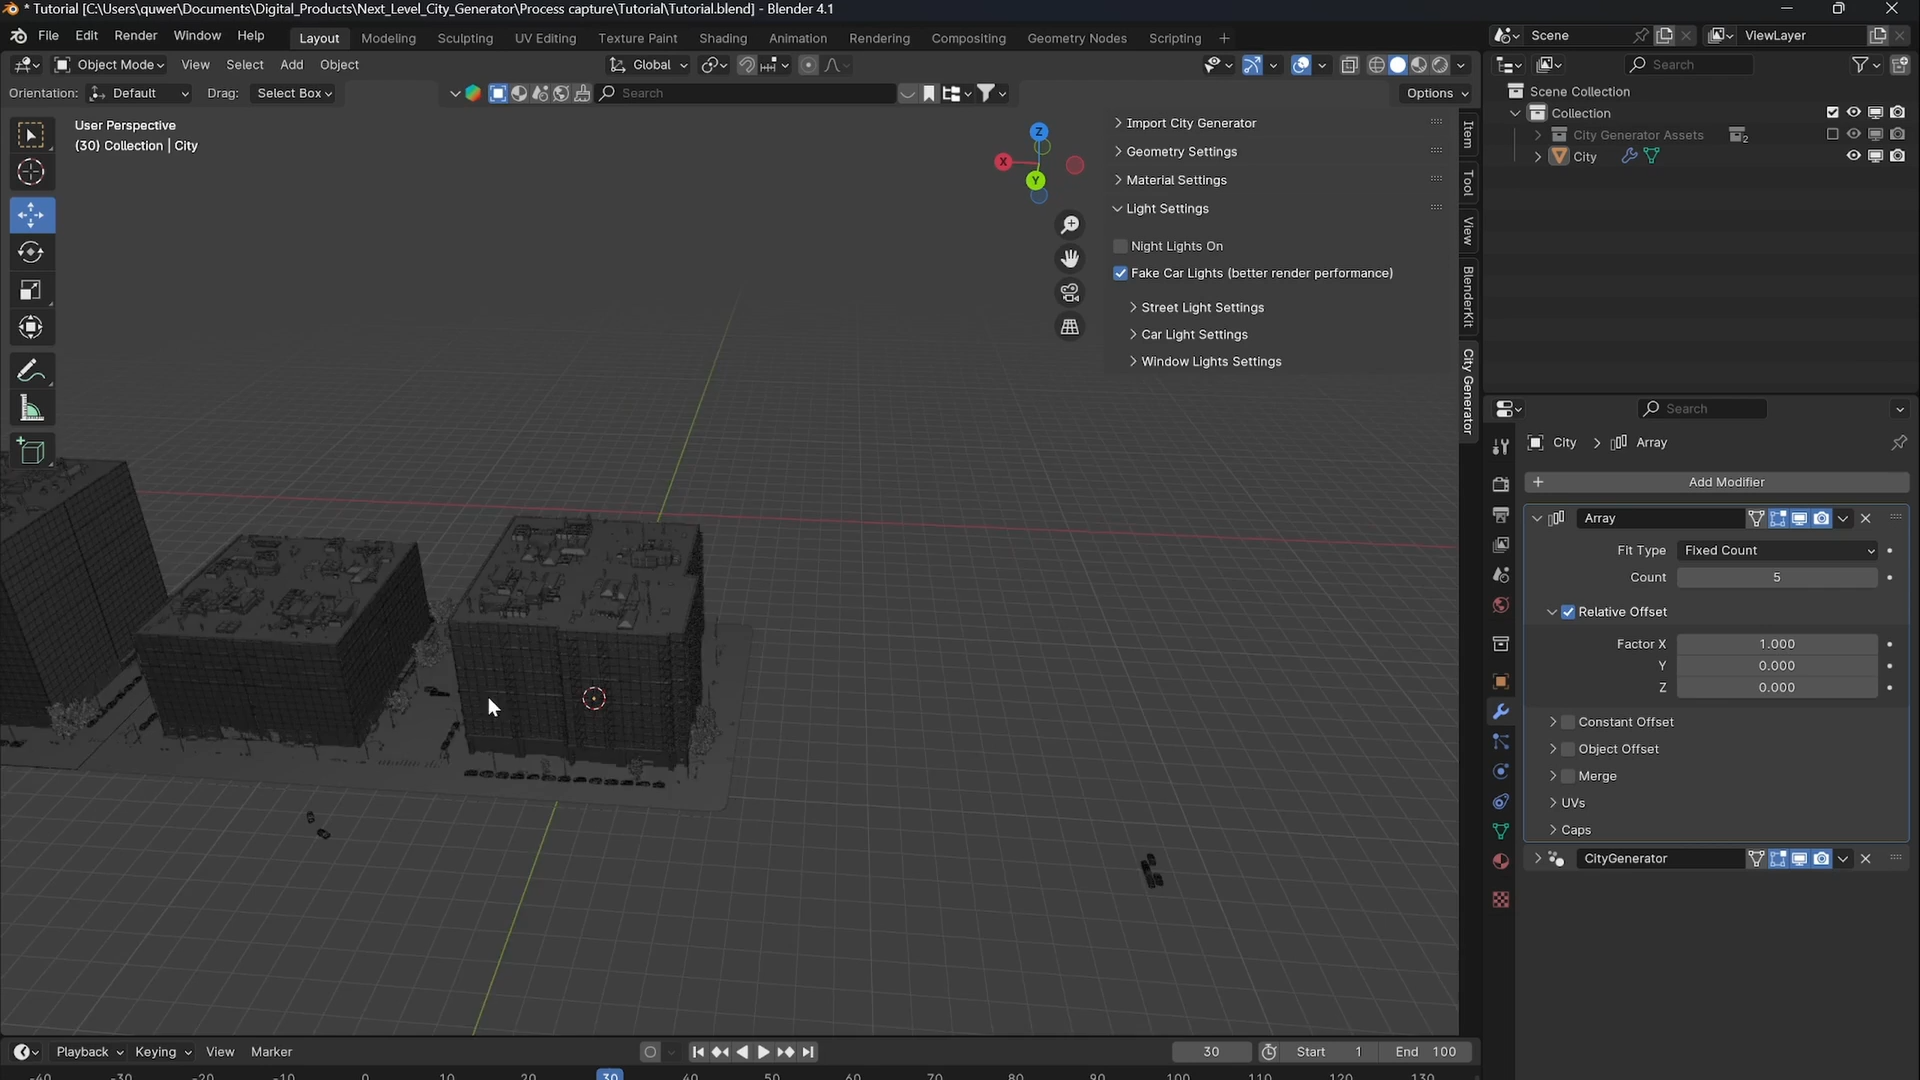 * Tutorial [C:\Users\quwer\Documents\Digital_Products\Next_Level_City_Generator\Process capture\Tutorial\Tutorial.blend] - Blender 4.1
File Edit Render Window Help Layout Modeling Sculpting UV Editing Texture Paint Shading Animation Rendering Compositing Geometry Nodes Scripting + Scene ViewLayer
Object Mode View Select Add Object Global Search
Orientation: Default Drag: Select Box Search Options
Scene Collection
Collection
City Generator Assets 2
City
User Perspective
(30) Collection | City
Z
X
Y
Import City Generator
Geometry Settings
Material Settings
Light Settings
Night Lights On
Fake Car Lights (better render performance)
Street Light Settings
Car Light Settings
Window Lights Settings
Item
Tool
View
BlenderKit
City Generator
Search
City > Array
+ Add Modifier
Array
Fit Type Fixed Count
Count 5
Relative Offset
Factor X 1.000
Y 0.000
Z 0.000
Constant Offset
Object Offset
Merge
UVs
Caps
CityGenerator
Playback Keying View Marker 30 Start 1 End 100
-40 -30 -20 -10 0 10 20 30 40 50 60 70 80 90 100 110 120 130